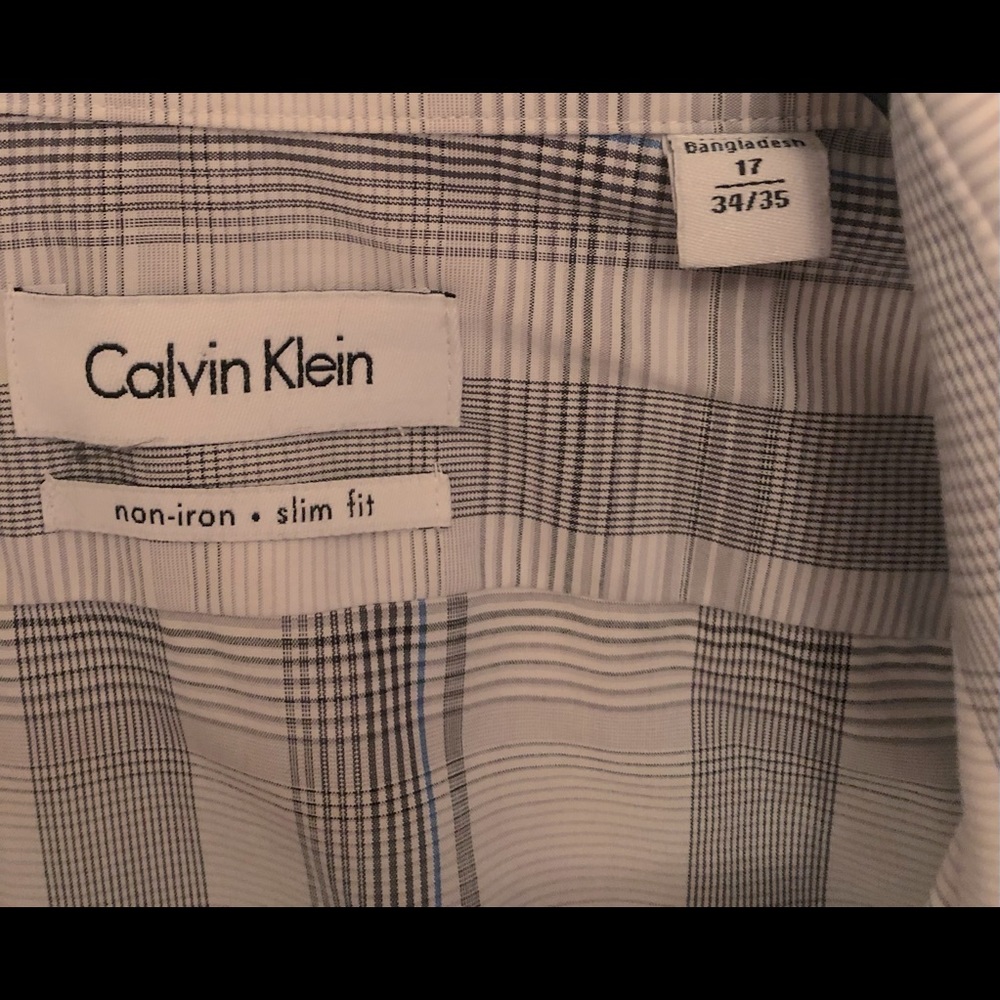 Bangladesh
17
34/35
Calvin Klein
non-iron • slim fit